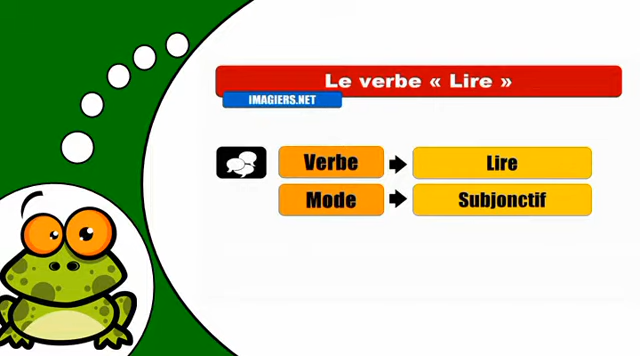 Le verbe « Lire »
IMAGIERS.NET
Verbe Lire
Mode Subjonctif